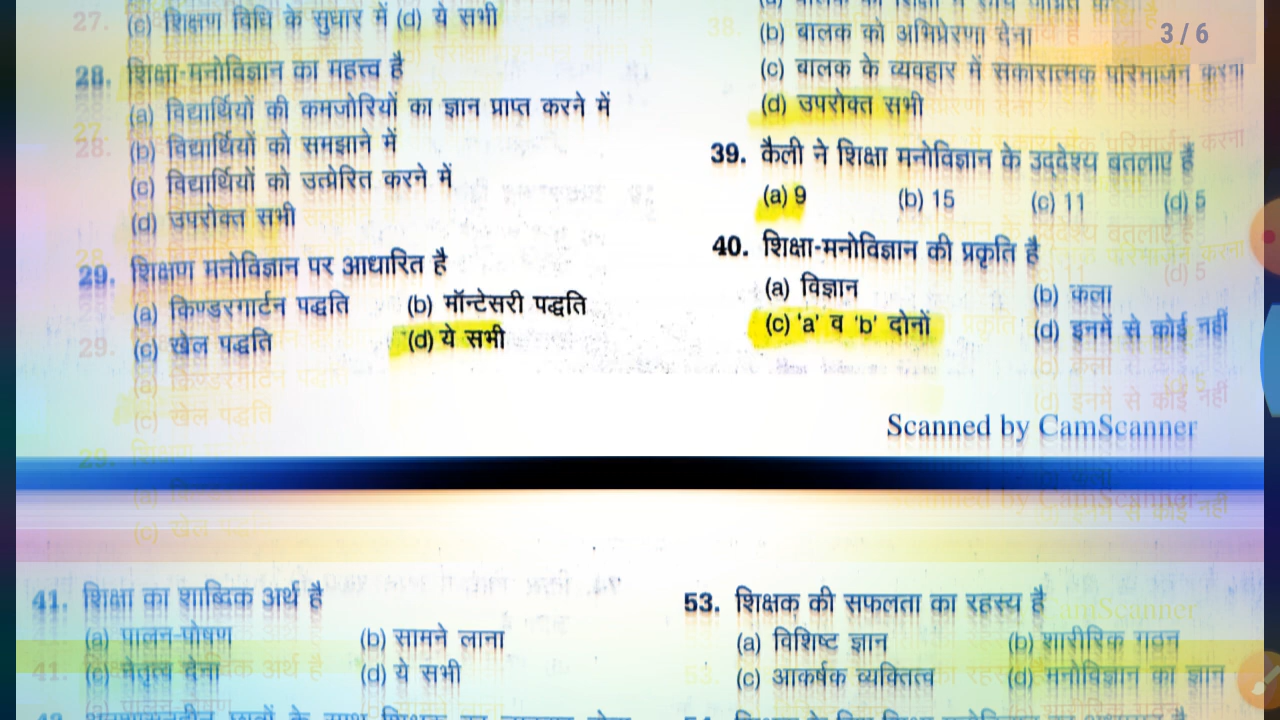 27.
(c) शिक्षण विधि के सुधार में (d) ये सभी
28. शिक्षा-मनोविज्ञान का महत्त्व है
(a) विद्यार्थियों की कमजोरियों का ज्ञान प्राप्त करने में
(b) विद्यार्थियों को समझाने में
(c) विद्यार्थियों को उत्प्रेरित करने में
(d) उपरोक्त सभी
29. शिक्षण मनोविज्ञान पर आधारित है
(a) किण्डरगार्टन पद्धति (b) मॉन्टेसरी पद्धति
(c) खेल पद्धति (d) ये सभी
38.
(b) बालक को अभिप्रेरणा देना
(c) बालक के व्यवहार में सकारात्मक परिमार्जन करना
(d) उपरोक्त सभी
39. कैली ने शिक्षा मनोविज्ञान के उद्देश्य बतलाए हैं
(a) 9 (b) 15 (c) 11 (d) 5
40. शिक्षा-मनोविज्ञान की प्रकृति है
(a) विज्ञान (b) कला
(c) 'a' व 'b' दोनों (d) इनमें से कोई नहीं
Scanned by CamScanner
3 / 6
41. शिक्षा का शाब्दिक अर्थ है
(a) पालन-पोषण (b) सामने लाना
(c) नेतृत्व देना (d) ये सभी
53. शिक्षक की सफलता का रहस्य है
(a) विशिष्ट ज्ञान (b) शारीरिक गठन
(c) आकर्षक व्यक्तित्व (d) मनोविज्ञान का ज्ञान